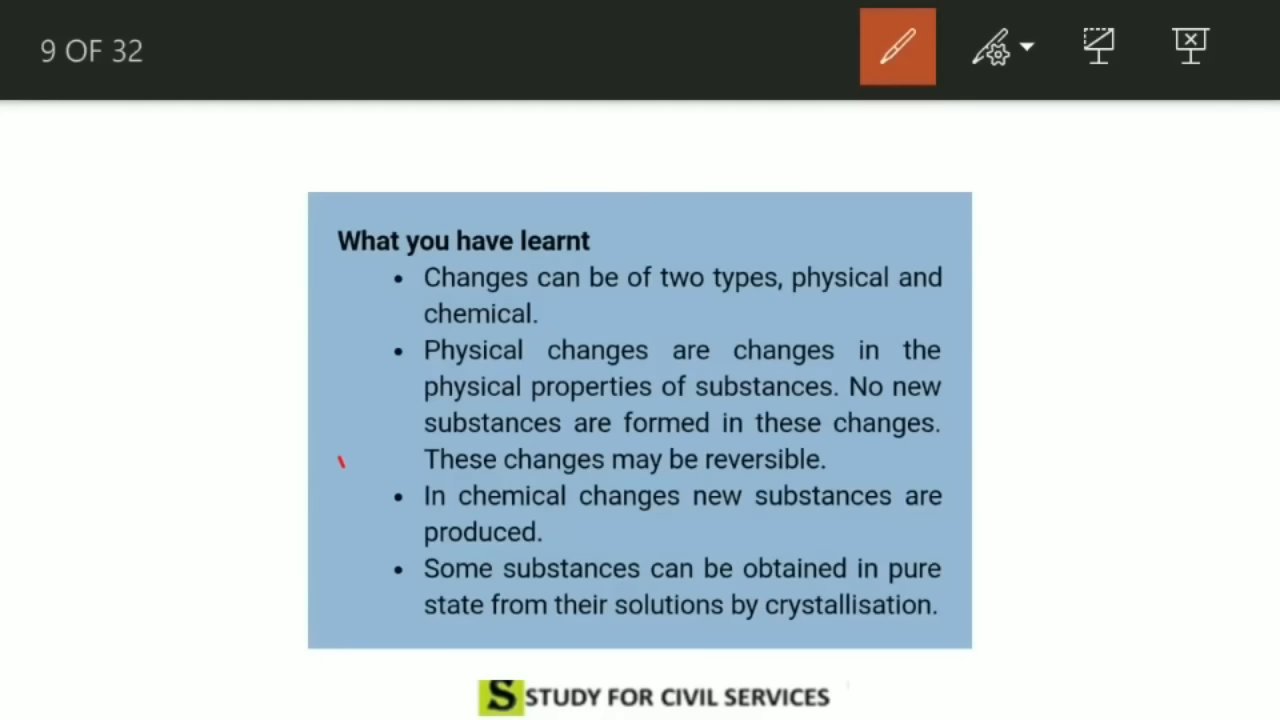 9 OF 32
What you have learnt
• Changes can be of two types, physical and
chemical.
• Physical changes are changes in the
physical properties of substances. No new
substances are formed in these changes.
These changes may be reversible.
• In chemical changes new substances are
produced.
• Some substances can be obtained in pure
state from their solutions by crystallisation.
S STUDY FOR CIVIL SERVICES